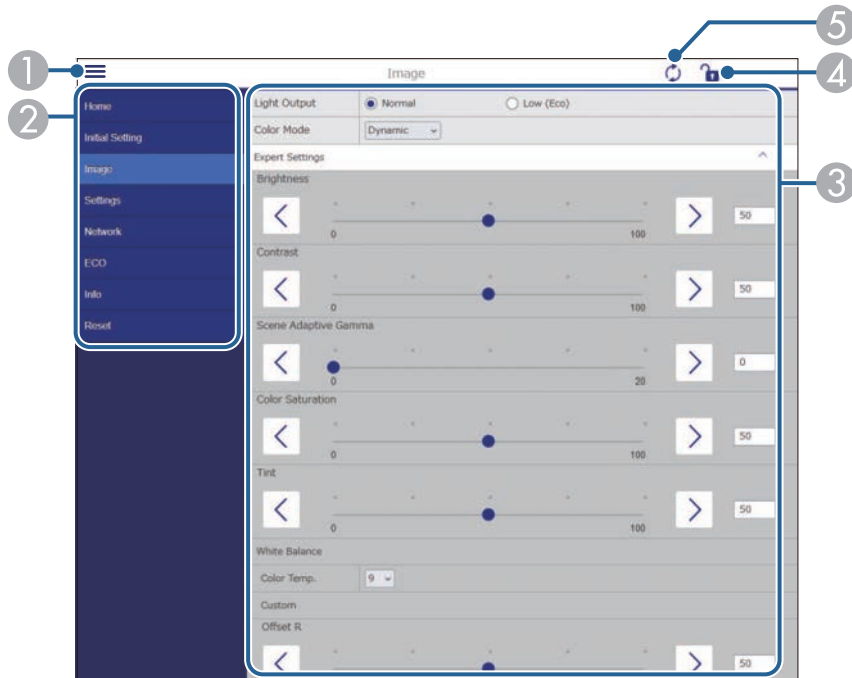 5
1
Image
4
2
Home
Initial Setting
Image
Settings
Network
ECO
Info
Reset
3
Light Output Normal Low (Eco)
Color Mode Dynamic
Expert Settings
Brightness
0 100 50
Contrast
0 100 50
Scene Adaptive Gamma
0 20 0
Color Saturation
0 100 50
Tint
0 100 50
White Balance
Color Temp. 9
Custom
Offset R
50